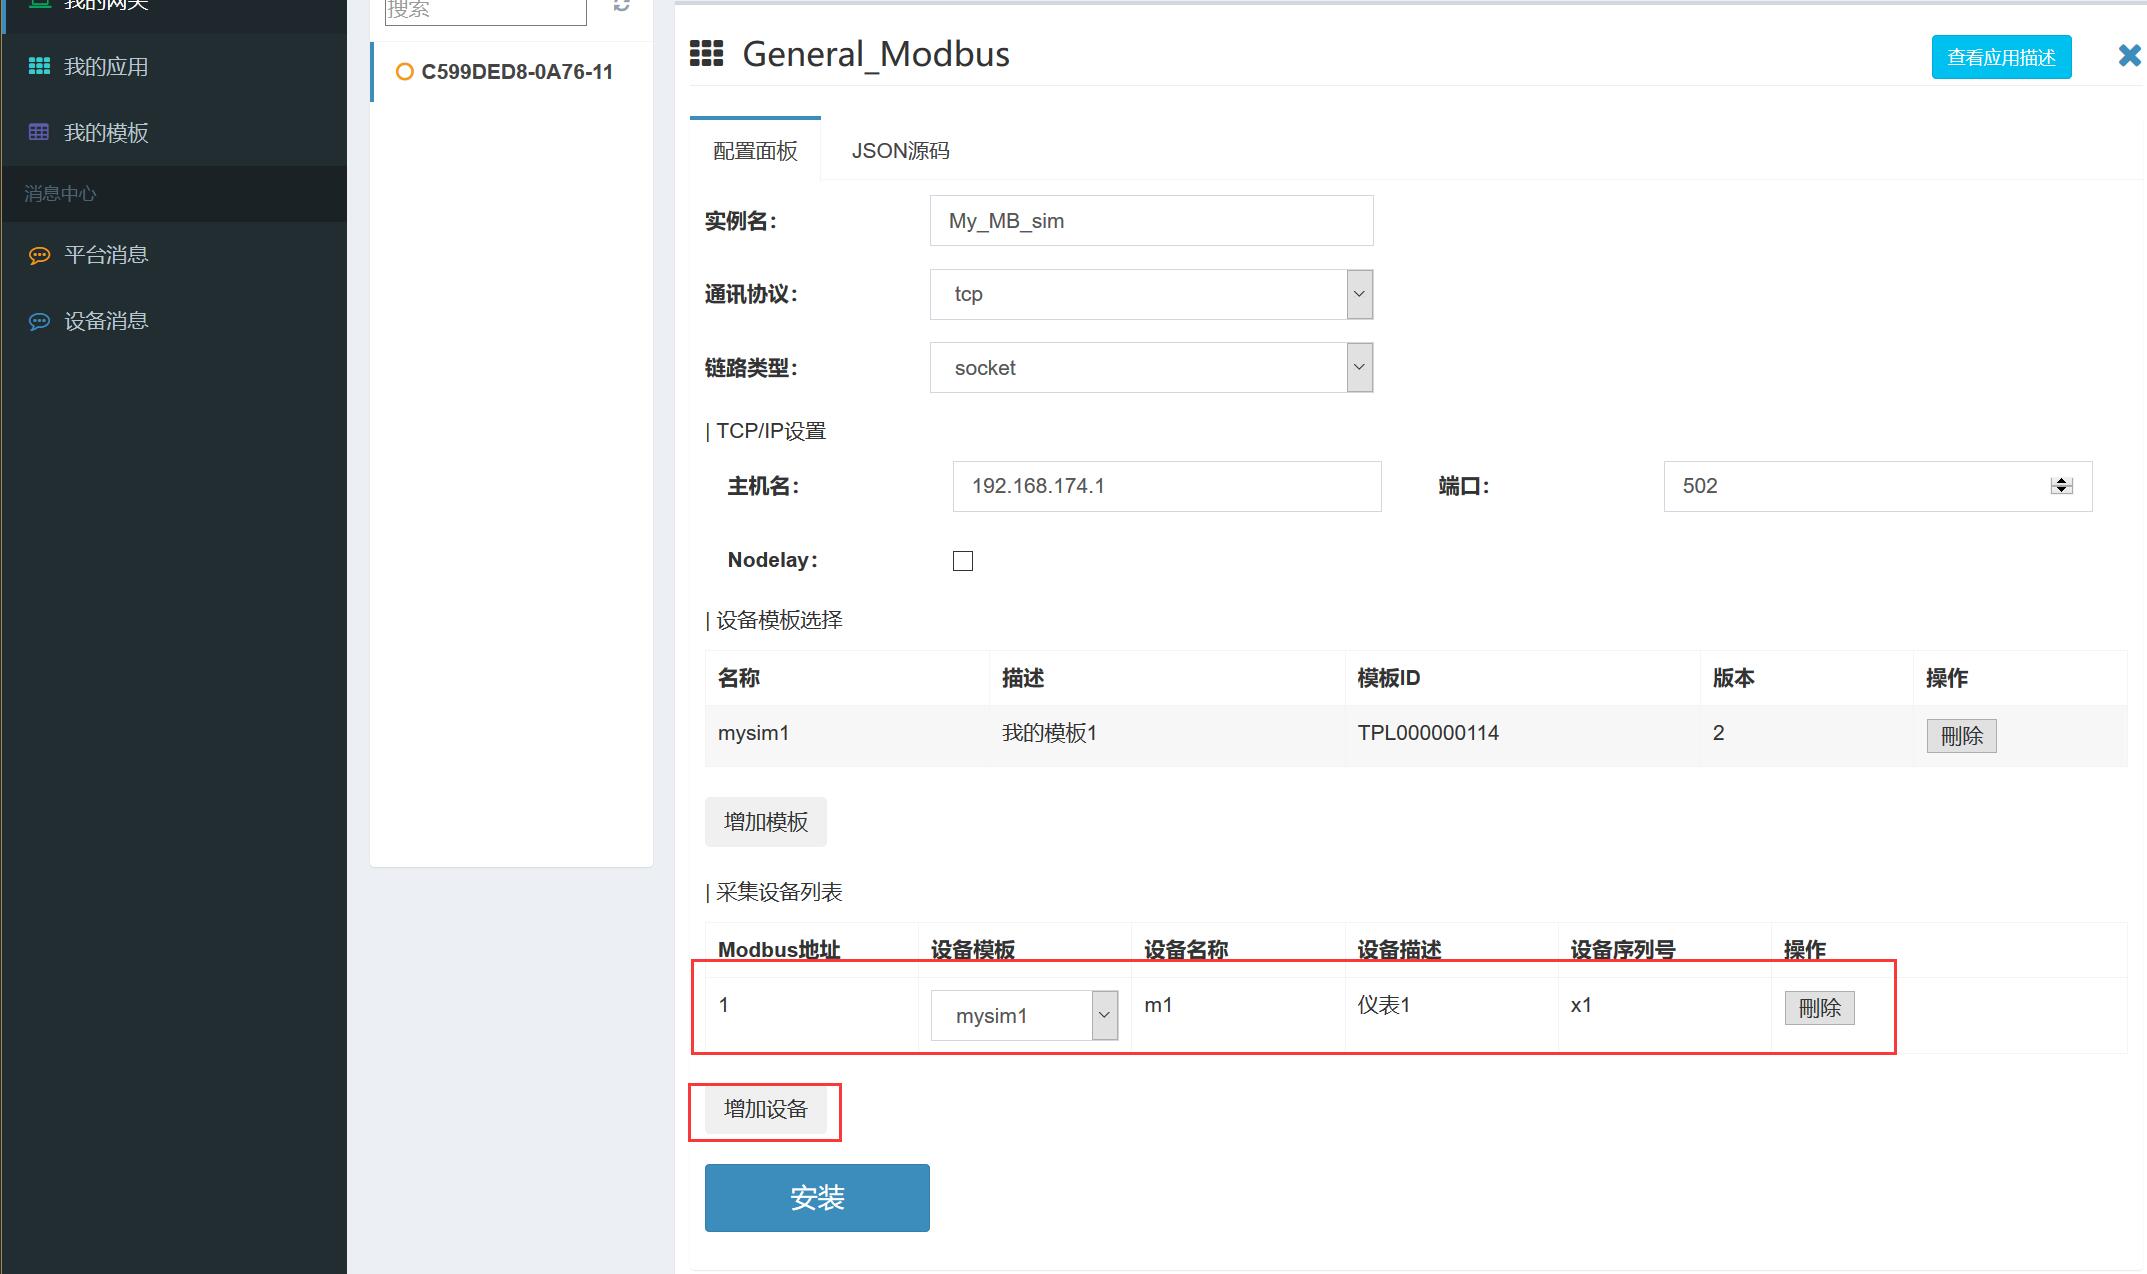 我的网关
我的应用
我的模板
消息中心
平台消息
设备消息
搜索
C599DED8-0A76-11
General_Modbus
查看应用描述
配置面板 JSON源码
实例名: My_MB_sim
通讯协议: tcp
链路类型: socket
| TCP/IP设置
主机名: 192.168.174.1 端口: 502
Nodelay:
| 设备模板选择
名称 描述 模板ID 版本 操作
mysim1 我的模板1 TPL000000114 2 刪除
增加模板
| 采集设备列表
Modbus地址 设备模板 设备名称 设备描述 设备序列号 操作
1 mysim1 m1 仪表1 x1 刪除
增加设备
安装